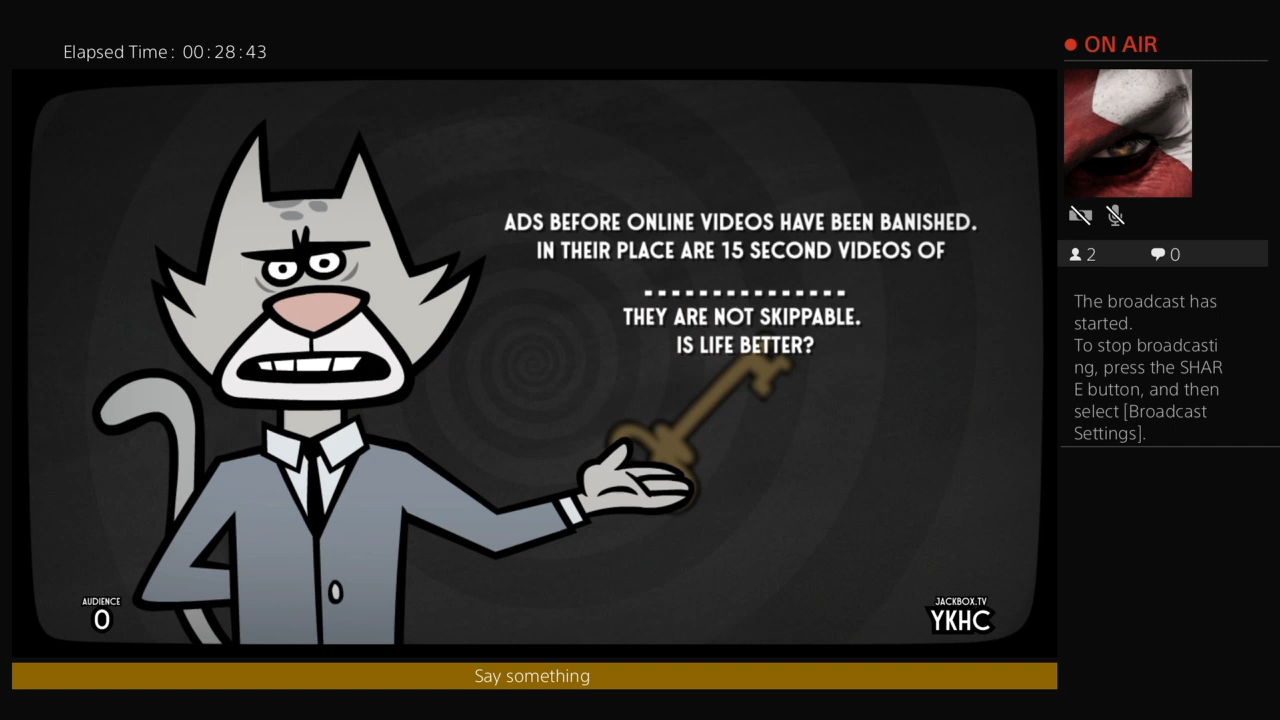 Elapsed Time: 00:28:43
ON AIR
ADS BEFORE ONLINE VIDEOS HAVE BEEN BANISHED.
IN THEIR PLACE ARE 15 SECOND VIDEOS OF
---------------
THEY ARE NOT SKIPPABLE.
IS LIFE BETTER?
AUDIENCE
0
JACKBOX.TV
YKHC
Say something
2
0
The broadcast has
started.
To stop broadcasti
ng, press the SHAR
E button, and then
select [Broadcast
Settings].